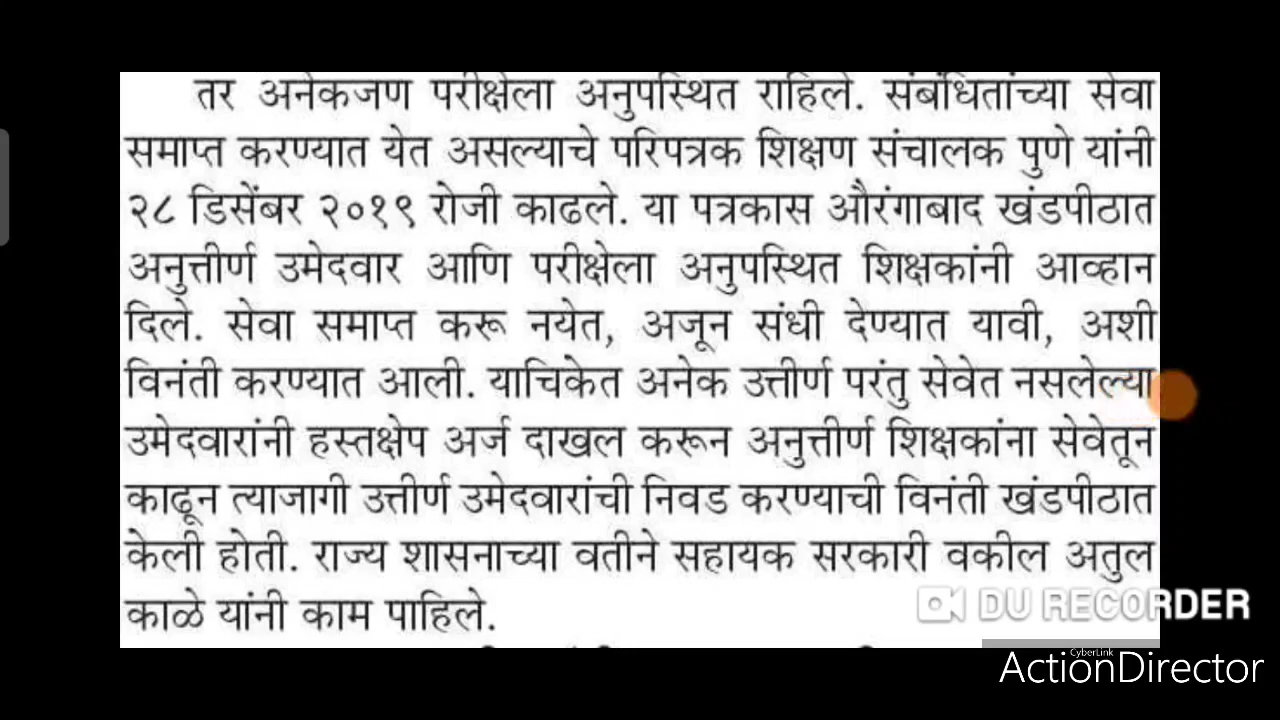 तर अनेकजण परीक्षेला अनुपस्थित राहिले. संबंधितांच्या सेवा
समाप्त करण्यात येत असल्याचे परिपत्रक शिक्षण संचालक पुणे यांनी
२८ डिसेंबर २०१९ रोजी काढले. या पत्रकास औरंगाबाद खंडपीठात
अनुत्तीर्ण उमेदवार आणि परीक्षेला अनुपस्थित शिक्षकांनी आव्हान
दिले. सेवा समाप्त करू नयेत, अजून संधी देण्यात यावी, अशी
विनंती करण्यात आली. याचिकेत अनेक उत्तीर्ण परंतु सेवेत नसलेल्या
उमेदवारांनी हस्तक्षेप अर्ज दाखल करून अनुत्तीर्ण शिक्षकांना सेवेतून
काढून त्याजागी उत्तीर्ण उमेदवारांची निवड करण्याची विनंती खंडपीठात
केली होती. राज्य शासनाच्या वतीने सहायक सरकारी वकील अतुल
काळे यांनी काम पाहिले.
DU RECORDER
CyberLink
ActionDirector